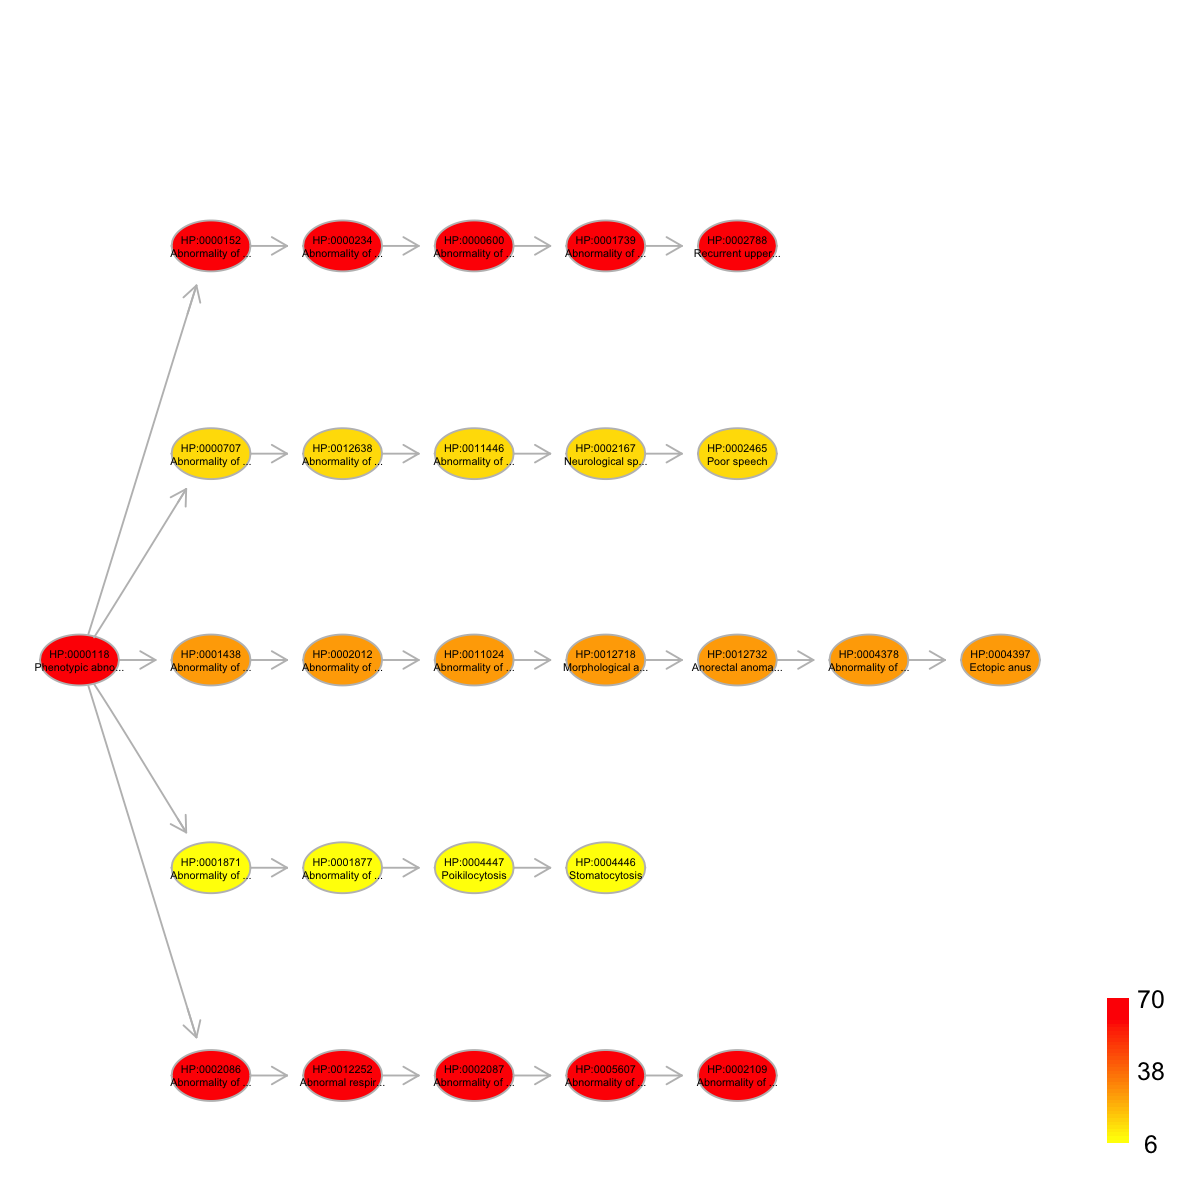 HP:0000152
Abnormality of ...
HP:0000234
Abnormality of ...
HP:0000600
Abnormality of ...
HP:0001739
Abnormality of ...
HP:0002788
Recurrent upper...
HP:0000707
Abnormality of ...
HP:0012638
Abnormality of ...
HP:0011446
Abnormality of ...
HP:0002167
Neurological sp...
HP:0002465
Poor speech
HP:0000118
Phenotypic abno...
HP:0001438
Abnormality of ...
HP:0002012
Abnormality of ...
HP:0011024
Abnormality of ...
HP:0012718
Morphological a...
HP:0012732
Anorectal anoma...
HP:0004378
Abnormality of ...
HP:0004397
Ectopic anus
HP:0001871
Abnormality of ...
HP:0001877
Abnormality of ...
HP:0004447
Poikilocytosis
HP:0004446
Stomatocytosis
HP:0002086
Abnormality of ...
HP:0012252
Abnormal respir...
HP:0002087
Abnormality of ...
HP:0005607
Abnormality of ...
HP:0002109
Abnormality of ...
70
38
6